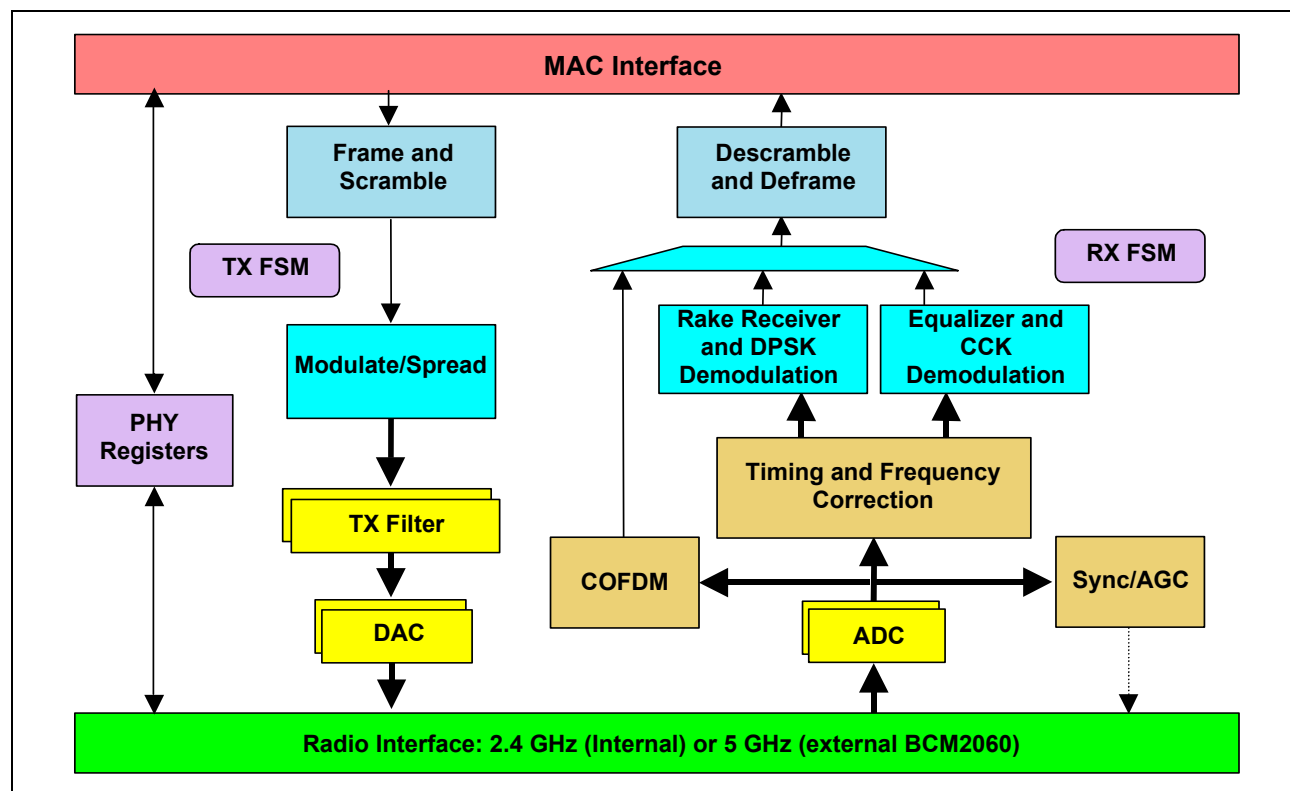 MAC Interface
Frame and
Scramble
Descramble
and Deframe
TX FSM
RX FSM
Modulate/Spread
Rake Receiver
and DPSK
Demodulation
Equalizer and
CCK
Demodulation
PHY
Registers
Timing and Frequency
Correction
TX Filter
COFDM
Sync/AGC
DAC
ADC
Radio Interface: 2.4 GHz (Internal) or 5 GHz (external BCM2060)